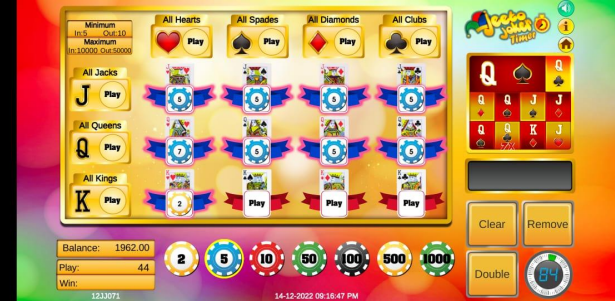 Minimum
In:5 Out:10
Maximum
In:10000 Out:50000
All Hearts
All Spades
All Diamonds
All Clubs
Play
Play
Play
Play
Jeeto
Joker
Timer
i
All Jacks
J
Play
5
5
5
5
All Queens
Q
Play
7
5
5
5
All Kings
K
Play
2
Play
Play
Play
Q
Q
Q
Q
J
J
Q
Q
K
J
Clear
Remove
Double
84
Balance: 1962.00
Play: 44
Win:
2
5
10
50
100
500
1000
12JJ071
14-12-2022 09:16:47 PM